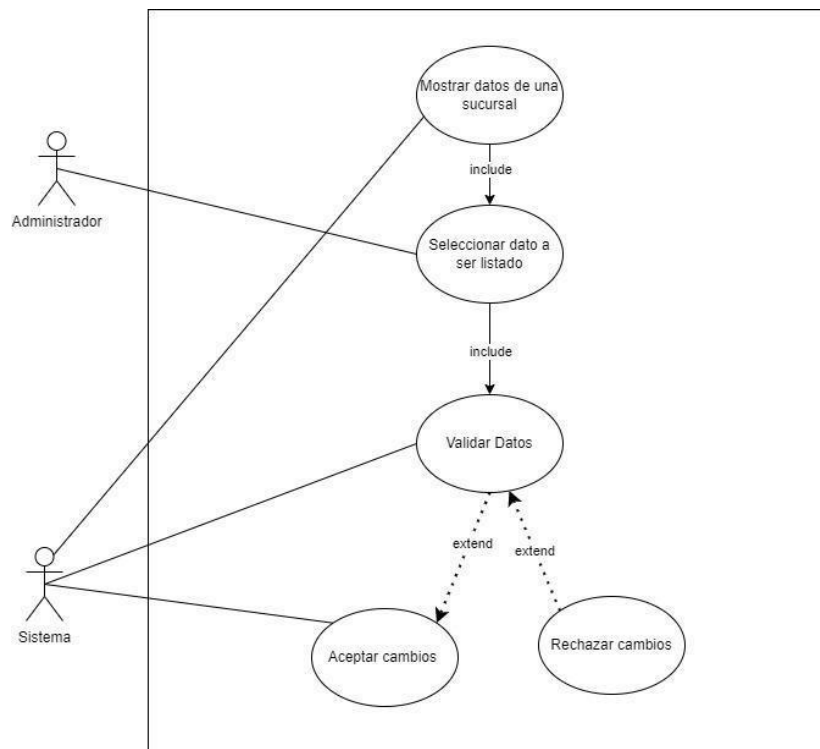 Mostrar datos de una
sucursal
include
Administrador
Seleccionar dato a
ser listado
include
Validar Datos
extend
extend
Sistema
Aceptar cambios
Rechazar cambios